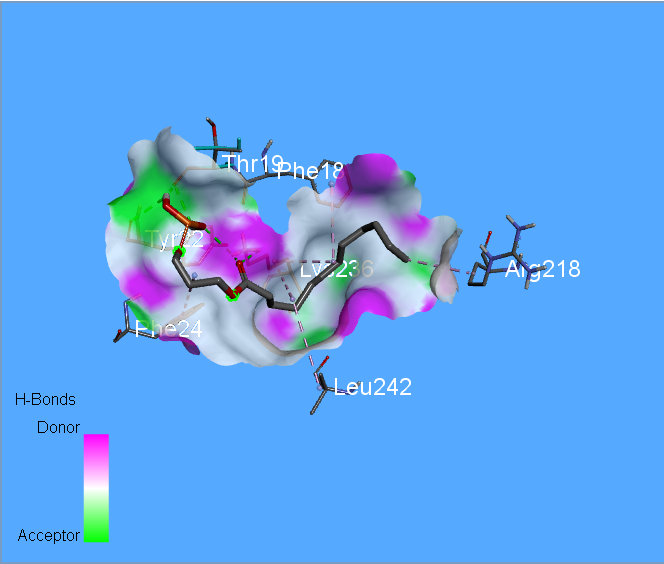 Thr19
Phe18
Tyr22
Lys236
Arg218
Phe24
Leu242
H-Bonds
Donor
Acceptor